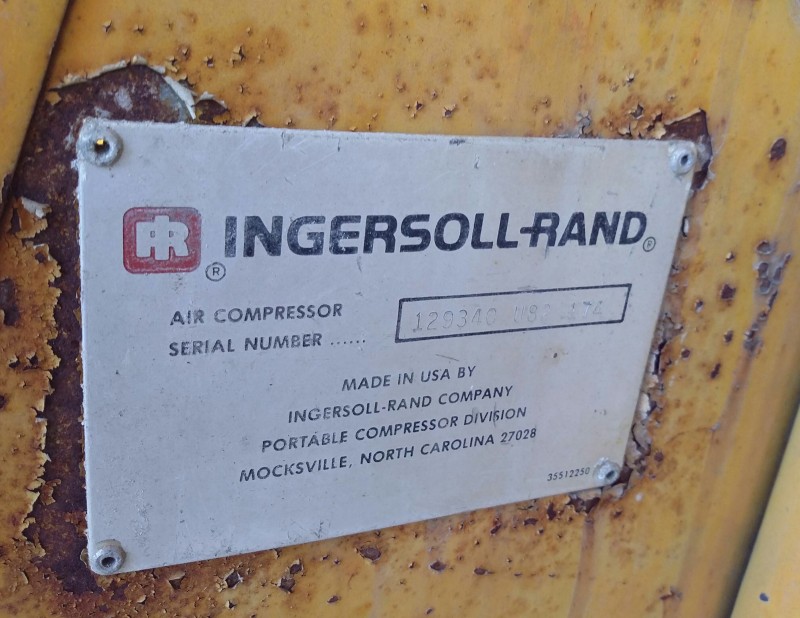 IR ® INGERSOLL-RAND ®
AIR COMPRESSOR
SERIAL NUMBER ...... 129340
MADE IN USA BY
INGERSOLL-RAND COMPANY
PORTABLE COMPRESSOR DIVISION
MOCKSVILLE, NORTH CAROLINA 27028
35512250